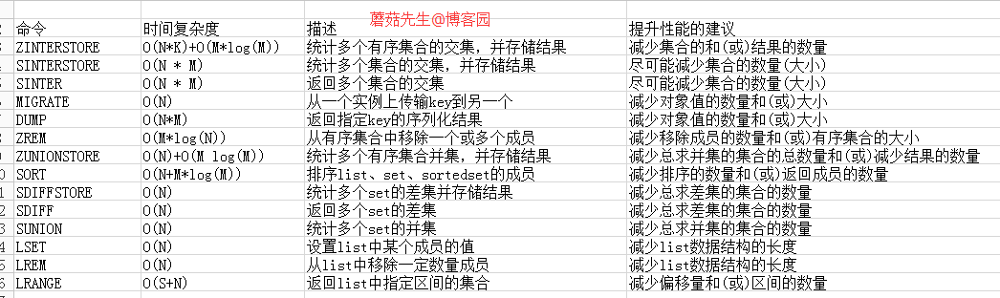 蘑菇先生@博客园
命令 时间复杂度 描述 提升性能的建议
ZINTERSTORE O(N*K)+O(M*log(M)) 统计多个有序集合的交集，并存储结果 减少集合的和(或)结果的数量
SINTERSTORE O(N * M) 统计多个集合的交集，并存储结果 尽可能减少集合的数量(大小)
SINTER O(N * M) 返回多个集合的交集 尽可能减少集合的数量(大小)
MIGRATE O(N) 从一个实例上传输key到另一个 减少对象值的数量和(或)大小
DUMP O(N*M) 返回指定key的序列化结果 减少对象值的数量和(或)大小
ZREM O(M*log(N)) 从有序集合中移除一个或多个成员 减少移除成员的数量和(或)有序集合的大小
ZUNIONSTORE O(N)+O(M log(M)) 统计多个有序集合并集，并存储结果 减少总求并集的集合的总数量和(或)减少结果的数量
SORT O(N+M*log(M)) 排序list、set、sortedset的成员 减少排序的数量和(或)返回成员的数量
SDIFFSTORE O(N) 统计多个set的差集并存储结果 减少总求差集的集合的数量
SDIFF O(N) 返回多个set的差集 减少总求差集的集合的数量
SUNION O(N) 统计多个set的并集 减少总求并集的集合的数量
LSET O(N) 设置list中某个成员的值 减少list数据结构的长度
LREM O(N) 从list中移除一定数量成员 减少list数据结构的长度
LRANGE O(S+N) 返回list中指定区间的集合 减少偏移量和(或)区间的数量